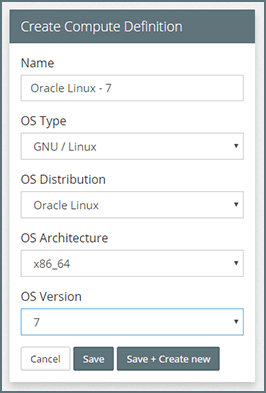 Create Compute Definition
Name
Oracle Linux - 7
OS Type
GNU / Linux
OS Distribution
Oracle Linux
OS Architecture
x86_64
OS Version
7
Cancel Save Save + Create new